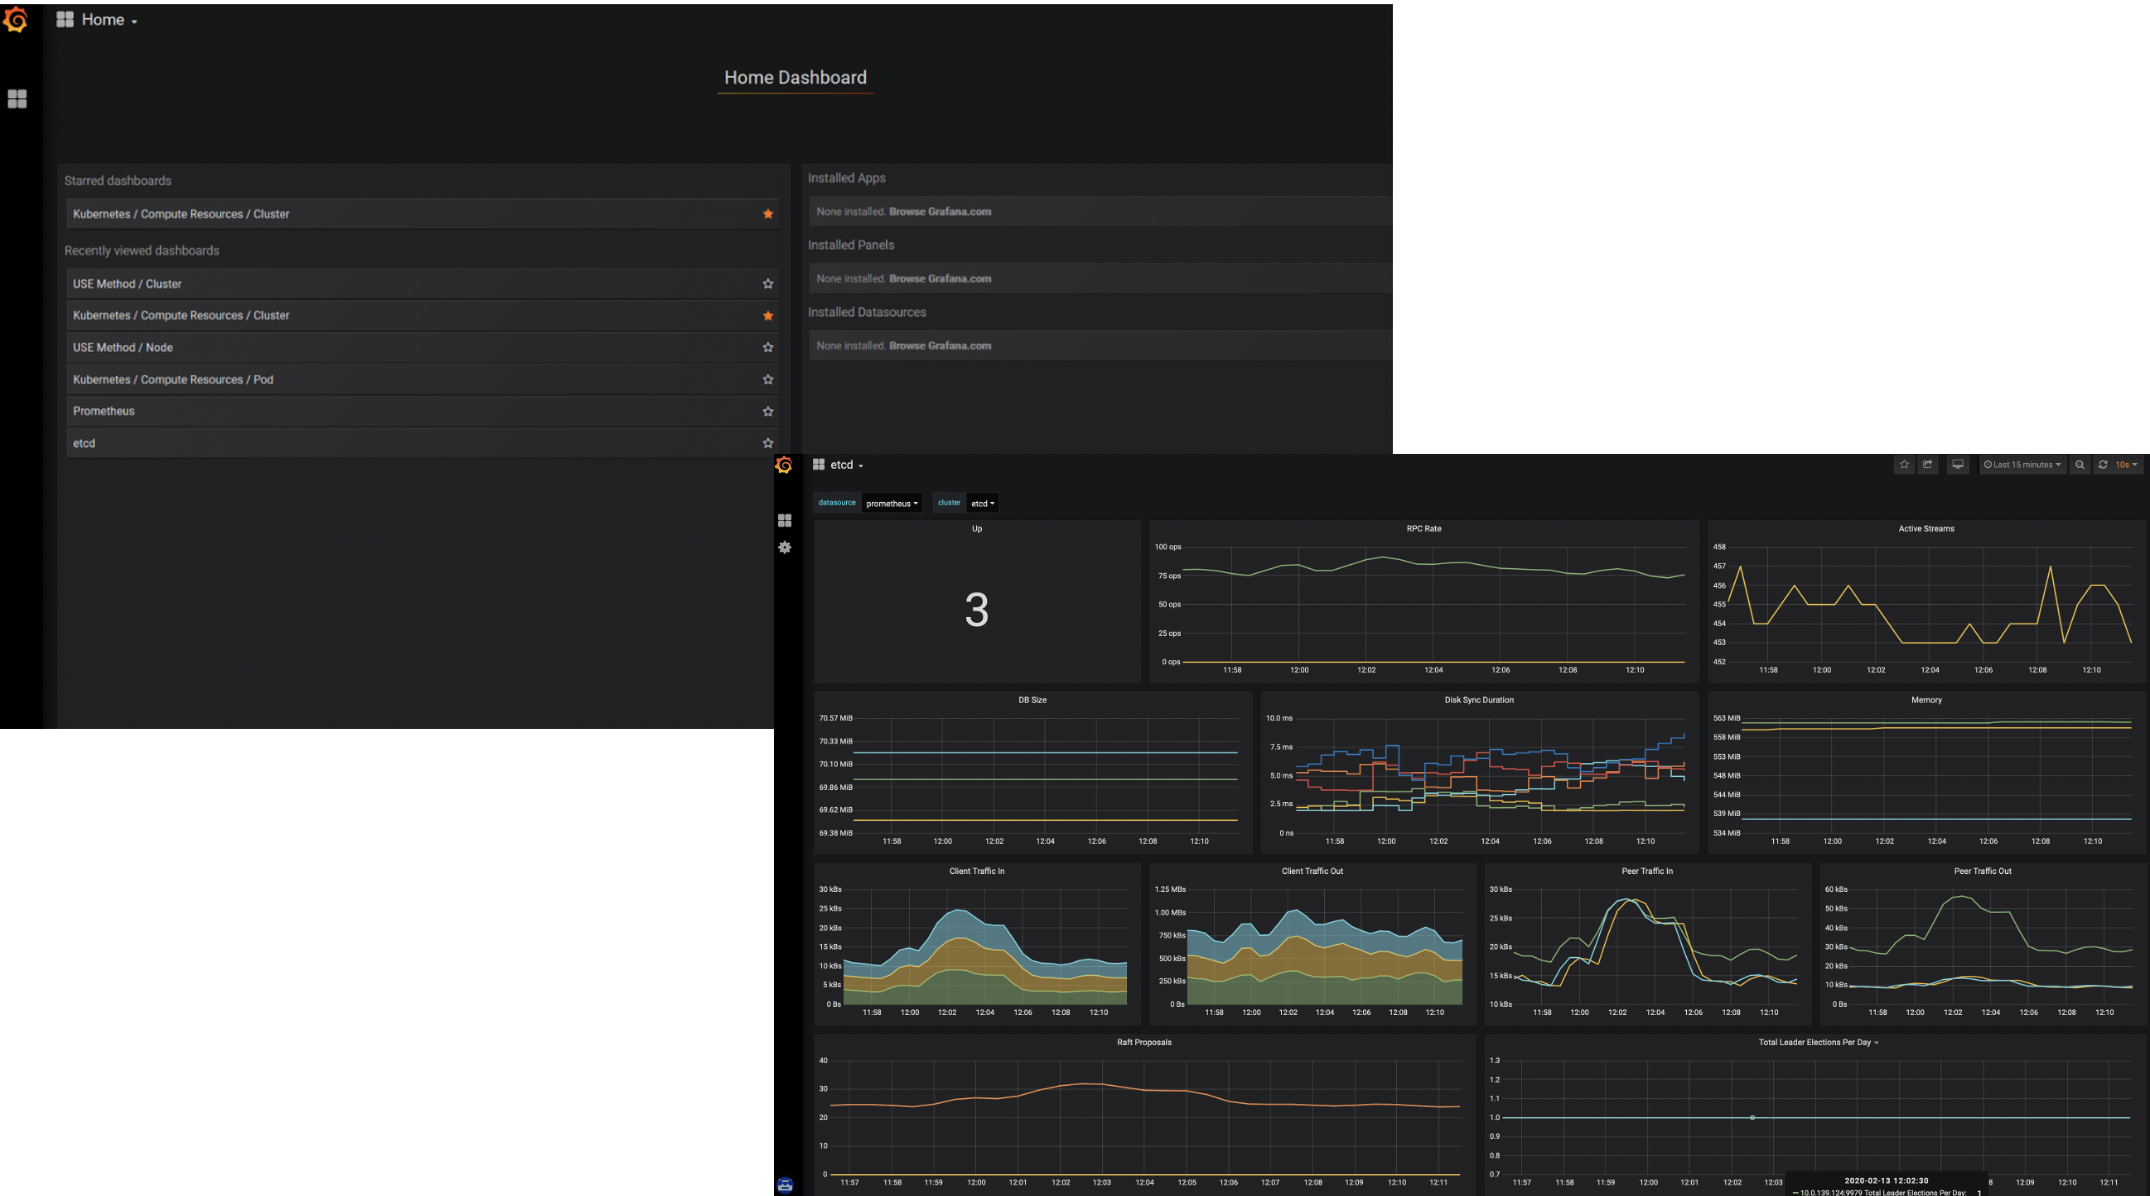 Home
Home Dashboard
Starred dashboards
Kubernetes / Compute Resources / Cluster
Recently viewed dashboards
USE Method / Cluster
Kubernetes / Compute Resources / Cluster
USE Method / Node
Kubernetes / Compute Resources / Pod
Prometheus
etcd
Installed Apps
None installed. Browse Grafana.com
Installed Panels
None installed. Browse Grafana.com
Installed Datasources
None installed. Browse Grafana.com
etcd
Last 15 minutes
10s
datasource prometheus cluster etcd
Up
3
RPC Rate
100 ops
75 ops
50 ops
25 ops
0 ops
11:58 12:00 12:02 12:04 12:06 12:08 12:10
Active Streams
458
457
456
455
454
453
452
11:58 12:00 12:02 12:04 12:06 12:08 12:10
DB Size
70.57 MiB
70.33 MiB
70.10 MiB
69.86 MiB
69.62 MiB
69.38 MiB
11:58 12:00 12:02 12:04 12:06 12:08 12:10
Disk Sync Duration
10.0 ms
7.5 ms
5.0 ms
2.5 ms
0 ns
11:58 12:00 12:02 12:04 12:06 12:08 12:10
Memory
563 MiB
558 MiB
553 MiB
548 MiB
544 MiB
539 MiB
534 MiB
11:58 12:00 12:02 12:04 12:06 12:08 12:10
Client Traffic In
30 kBs
25 kBs
20 kBs
15 kBs
10 kBs
5 kBs
0 Bs
11:58 12:00 12:02 12:04 12:06 12:08 12:10
Client Traffic Out
1.25 MBs
1.00 MBs
750 kBs
500 kBs
250 kBs
0 Bs
11:58 12:00 12:02 12:04 12:06 12:08 12:10
Peer Traffic In
30 kBs
25 kBs
20 kBs
15 kBs
10 kBs
11:58 12:00 12:02 12:04 12:06 12:08 12:10
Peer Traffic Out
60 kBs
50 kBs
40 kBs
30 kBs
20 kBs
10 kBs
0 Bs
11:58 12:00 12:02 12:04 12:06 12:08 12:10
Raft Proposals
40
30
20
10
0
11:57 11:58 11:59 12:00 12:01 12:02 12:03 12:04 12:05 12:06 12:07 12:08 12:09 12:10 12:11
Total Leader Elections Per Day
1.3
1.2
1.1
1.0
0.9
0.8
0.7
11:57 11:58 11:59 12:00 12:01 12:02 12:03 8 12:09 12:10 12:11
2020-02-13 12:02:30
10.0.139.124:9979 Total Leader Elections Per Day: 1